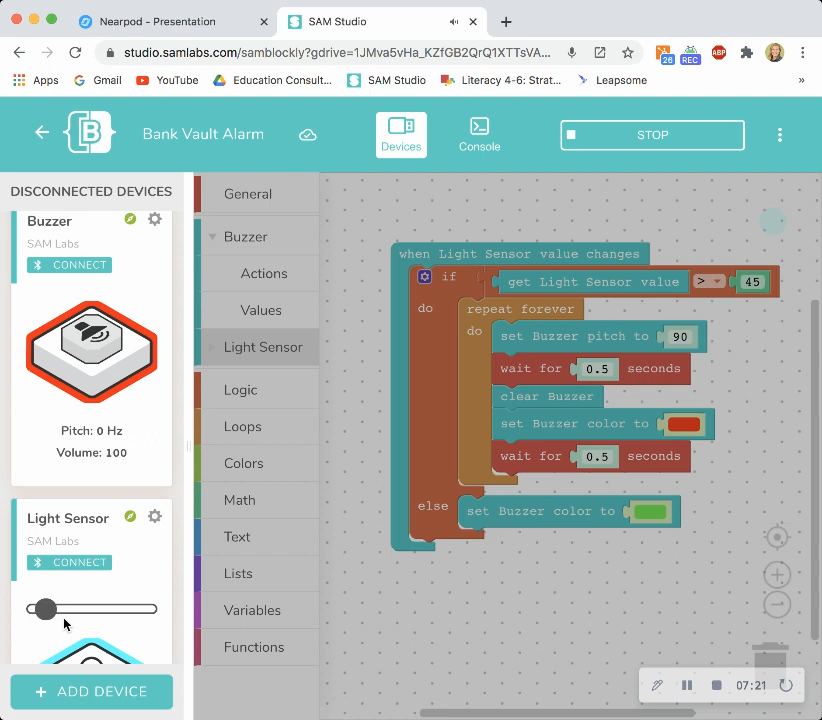 Nearpod - Presentation
SAM Studio
studio.samlabs.com/samblockly?gdrive=1JMva5vHa_KZfGB2QrQ1XTTsVA...
26
REC
ABP
Apps
Gmail
YouTube
Education Consult...
SAM Studio
Literacy 4-6: Strat...
Leapsome
»
B
Bank Vault Alarm
Devices
Console
STOP
DISCONNECTED DEVICES
Buzzer
SAM Labs
CONNECT
Pitch: 0 Hz
Volume: 100
Light Sensor
SAM Labs
CONNECT
+ ADD DEVICE
General
Buzzer
Actions
Values
Light Sensor
Logic
Loops
Colors
Math
Text
Lists
Variables
Functions
when Light Sensor value changes
if get Light Sensor value > 45
do repeat forever
do set Buzzer pitch to 90
wait for 0.5 seconds
clear Buzzer
set Buzzer color to
wait for 0.5 seconds
else set Buzzer color to
07:21